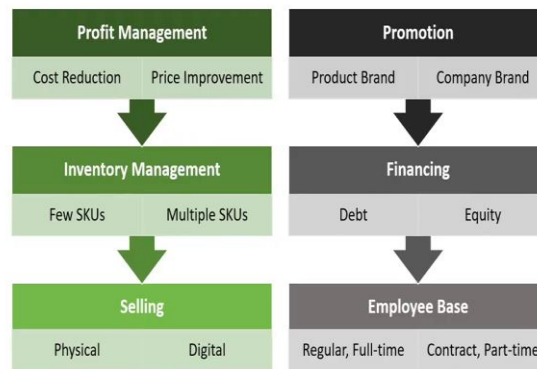 Profit Management
Cost Reduction
Price Improvement
Inventory Management
Few SKUs
Multiple SKUs
Selling
Physical
Digital
Promotion
Product Brand
Company Brand
Financing
Debt
Equity
Employee Base
Regular, Full-time
Contract, Part-time